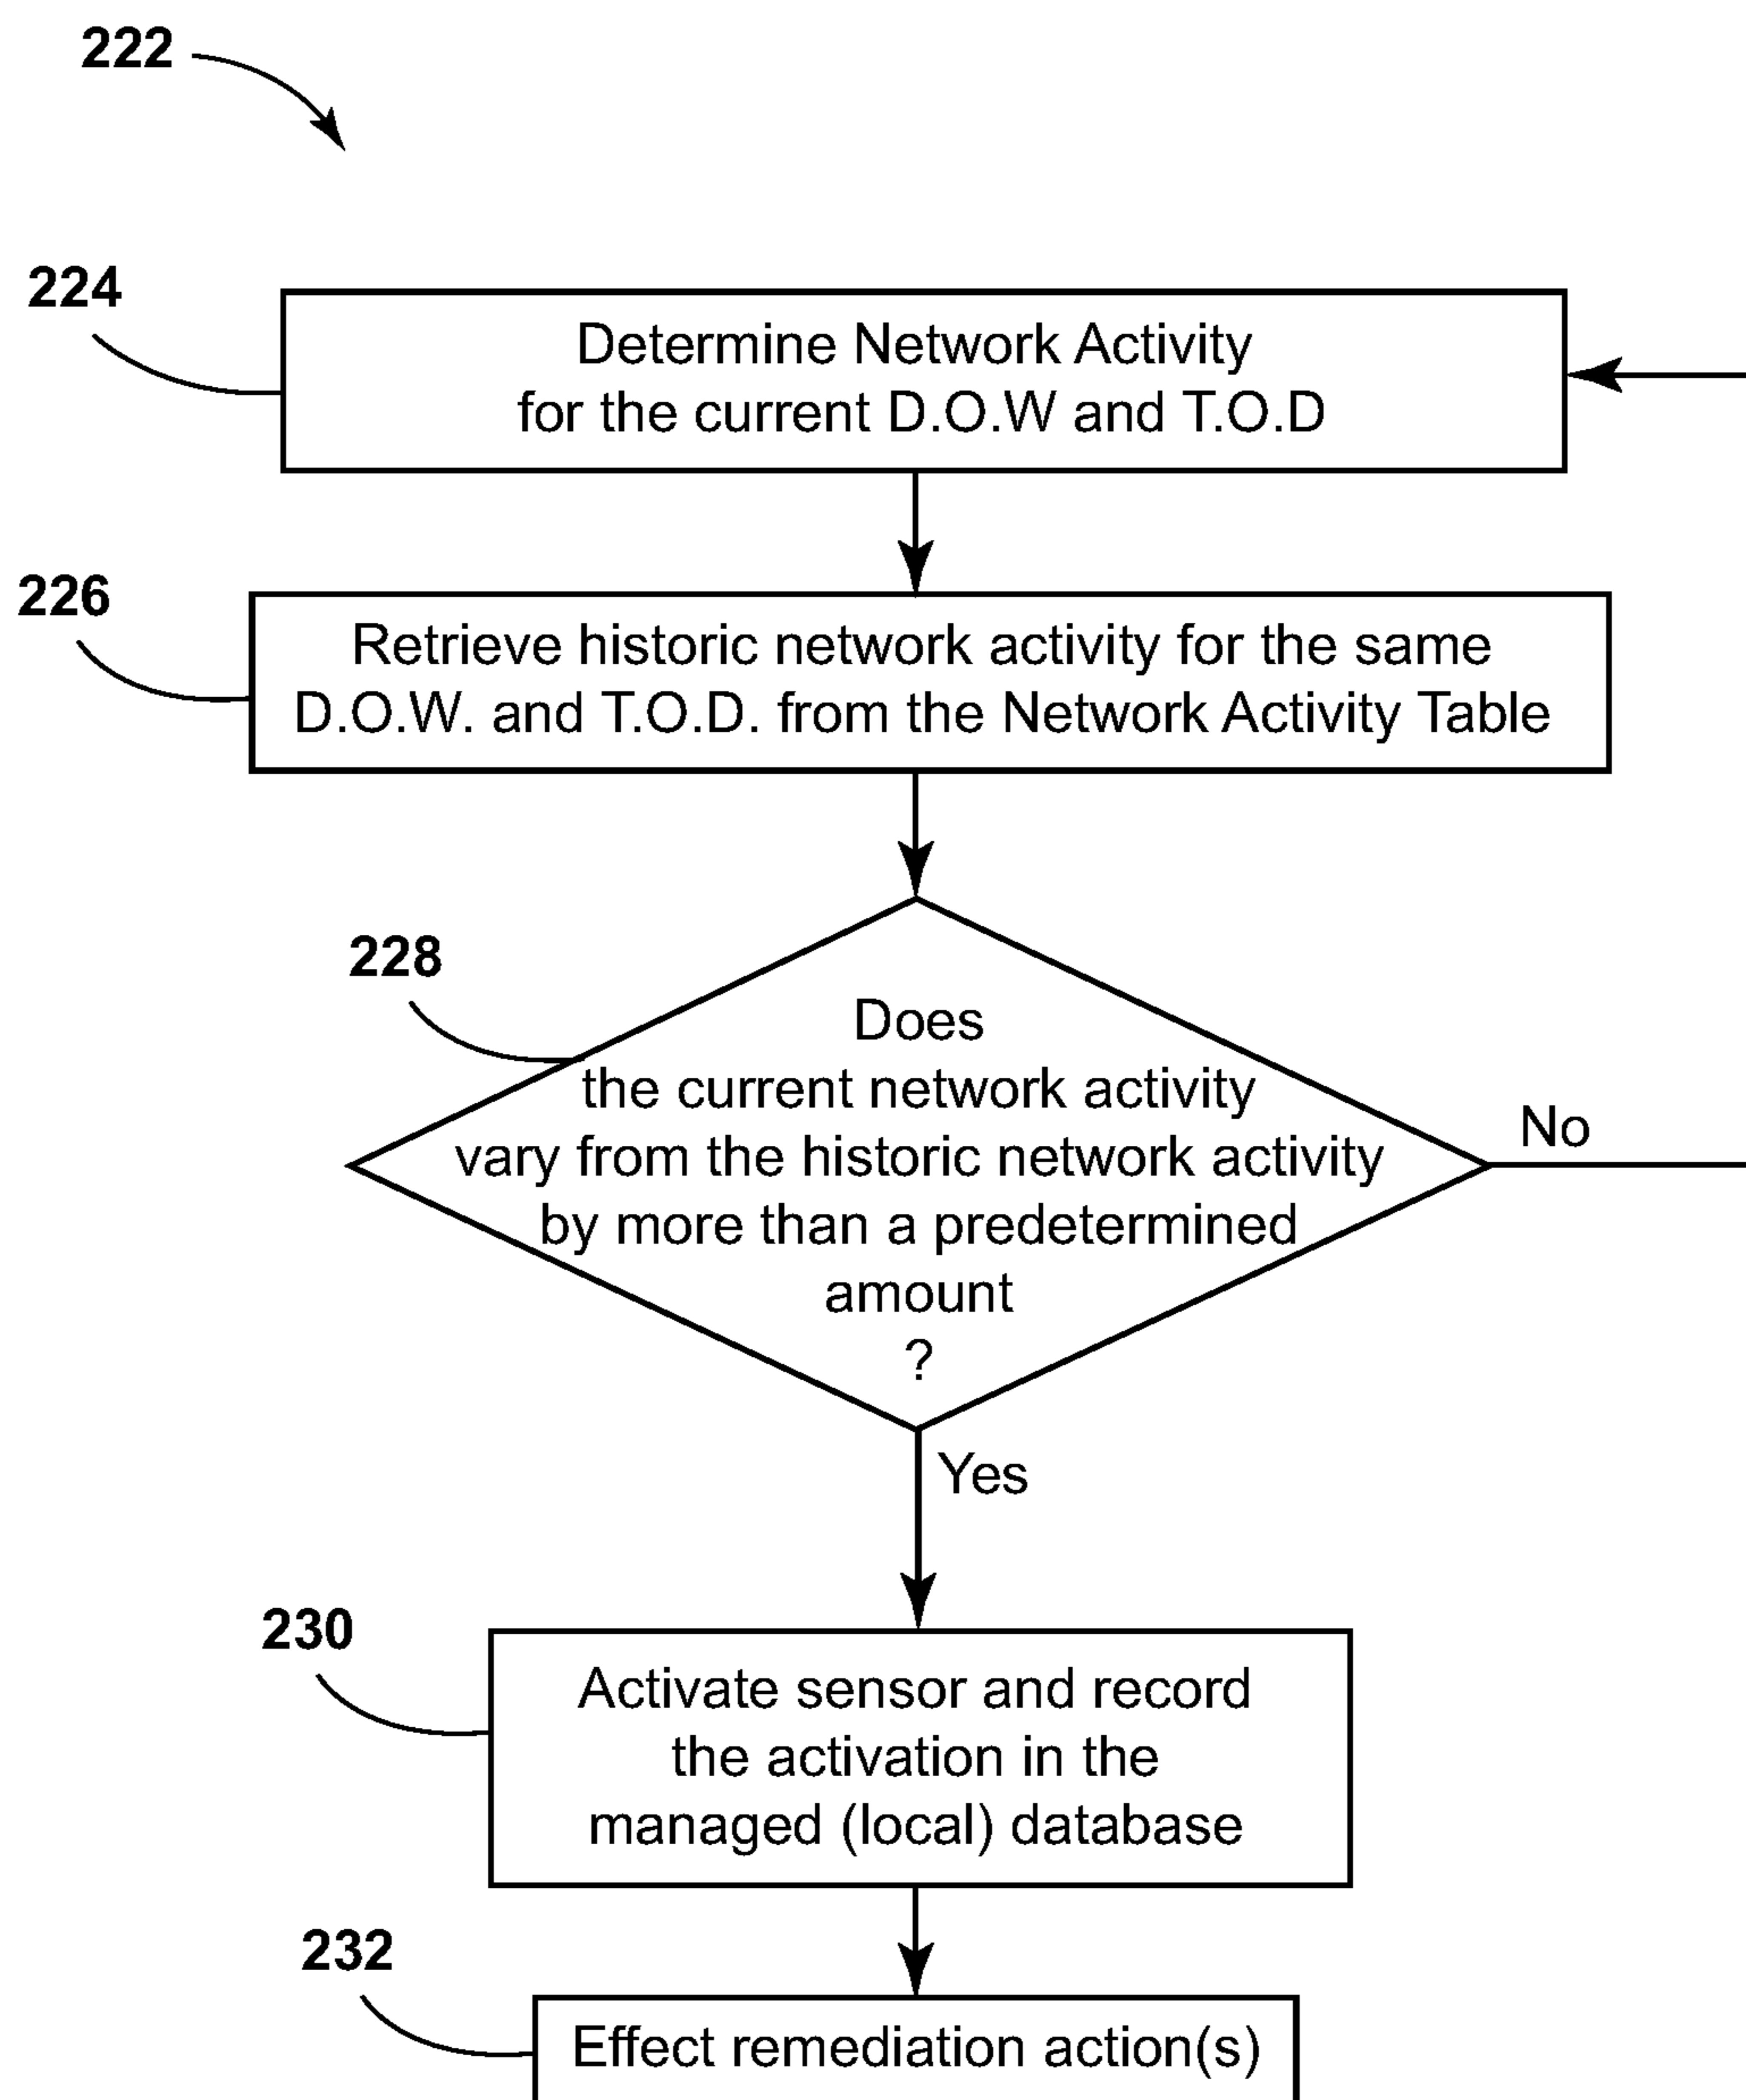 222
224
Determine Network Activity
for the current D.O.W and T.O.D
226
Retrieve historic network activity for the same
D.O.W. and T.O.D. from the Network Activity Table
228
Does
the current network activity
vary from the historic network activity
by more than a predetermined
amount
?
No
Yes
230
Activate sensor and record
the activation in the
managed (local) database
232
Effect remediation action(s)